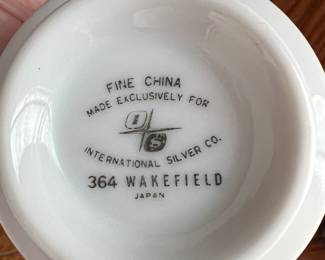 FINE CHINA
MADE EXCLUSIVELY FOR
I
S
INTERNATIONAL SILVER CO.
364 WAKEFIELD
JAPAN